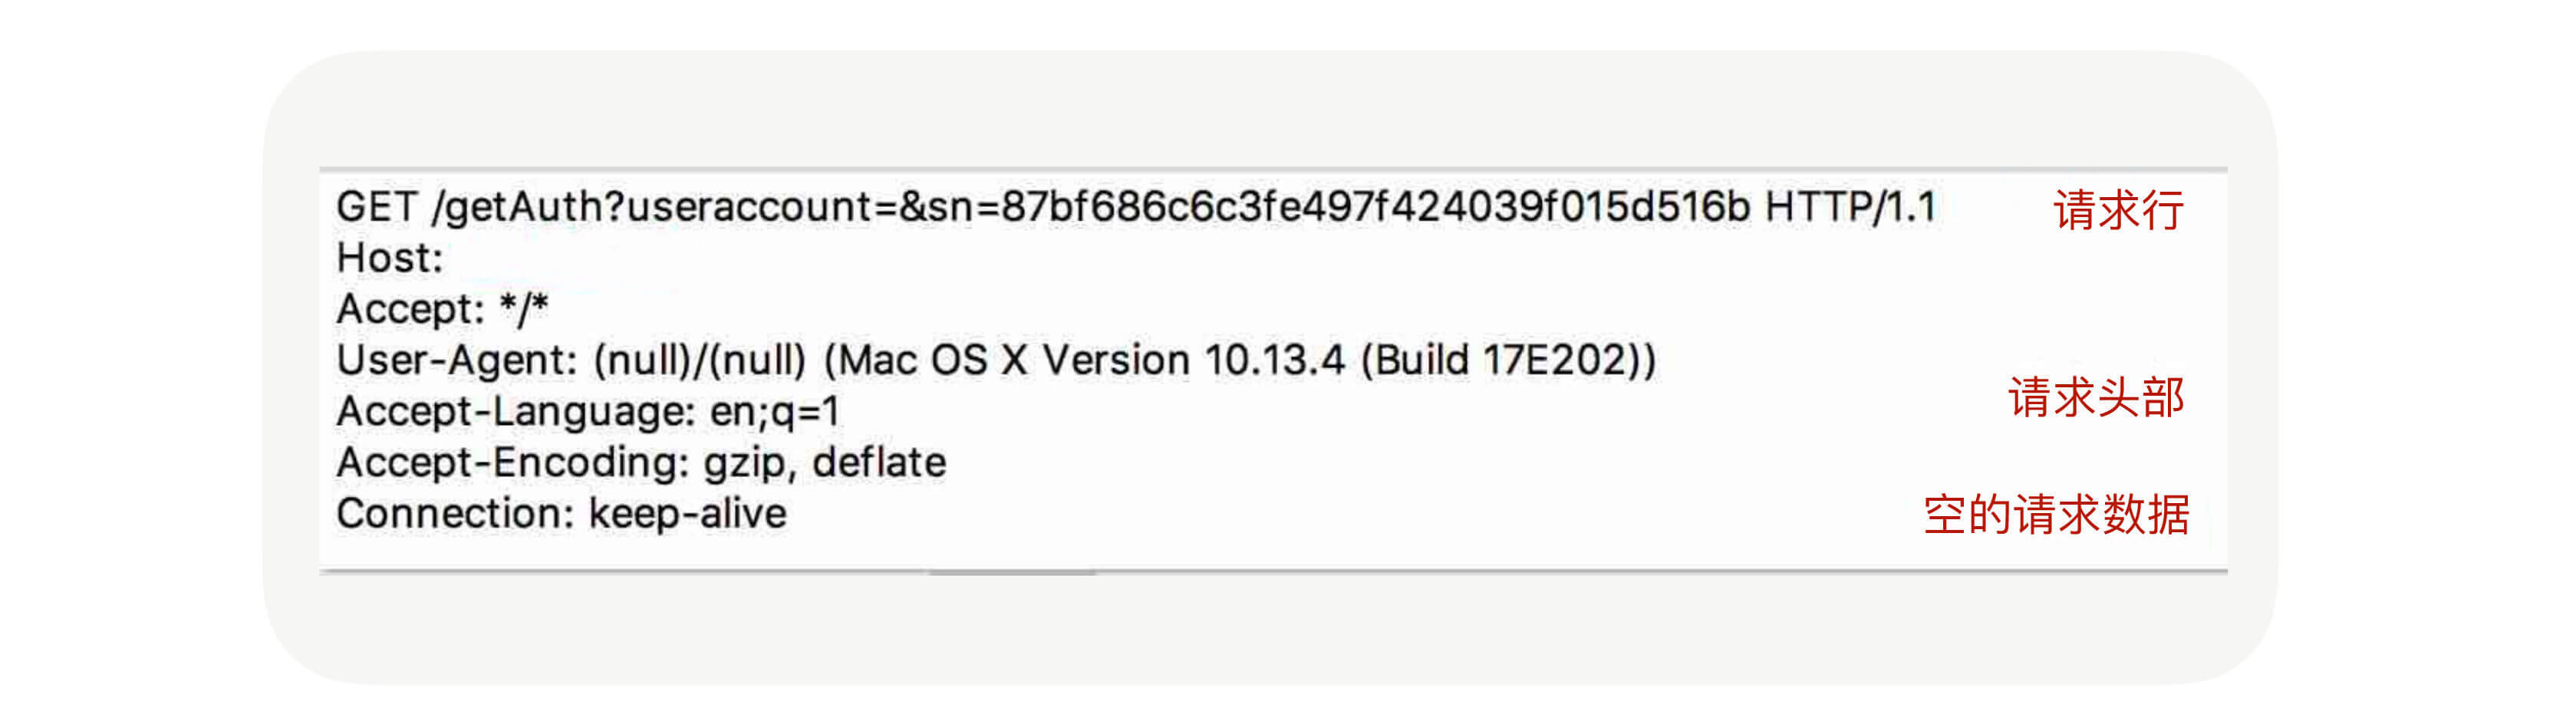 GET /getAuth?useraccount=&sn=87bf686c6c3fe497f424039f015d516b HTTP/1.1 请求行
Host:
Accept: */*
User-Agent: (null)/(null) (Mac OS X Version 10.13.4 (Build 17E202))
请求头部
Accept-Language: en;q=1
Accept-Encoding: gzip, deflate
Connection: keep-alive 空的请求数据